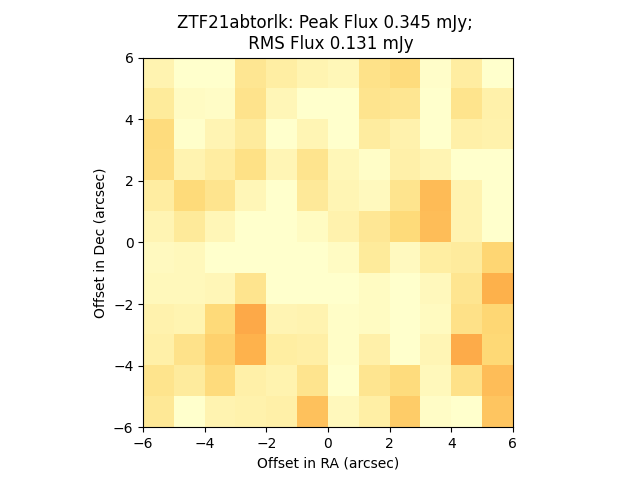 ZTF21abtorlk: Peak Flux 0.345 mJy;
RMS Flux 0.131 mJy
6
4
2
0
−2
−4
−6
Offset in Dec (arcsec)
−6 −4 −2 0 2 4 6
Offset in RA (arcsec)